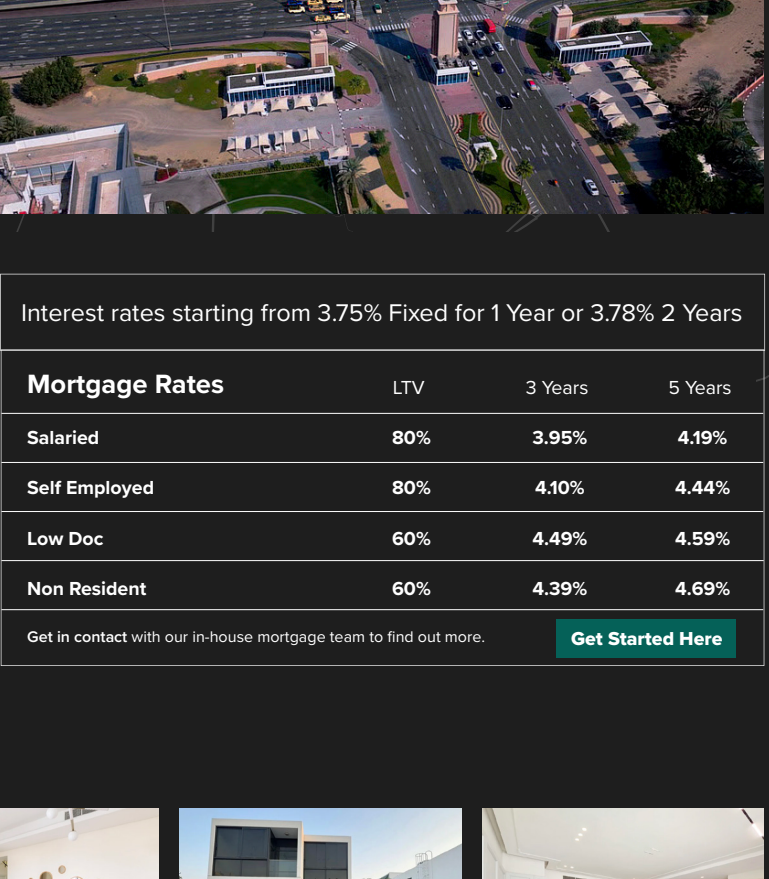 Interest rates starting from 3.75% Fixed for 1 Year or 3.78% 2 Years
Mortgage Rates LTV 3 Years 5 Years
Salaried 80% 3.95% 4.19%
Self Employed 80% 4.10% 4.44%
Low Doc 60% 4.49% 4.59%
Non Resident 60% 4.39% 4.69%
Get in contact with our in-house mortgage team to find out more. Get Started Here